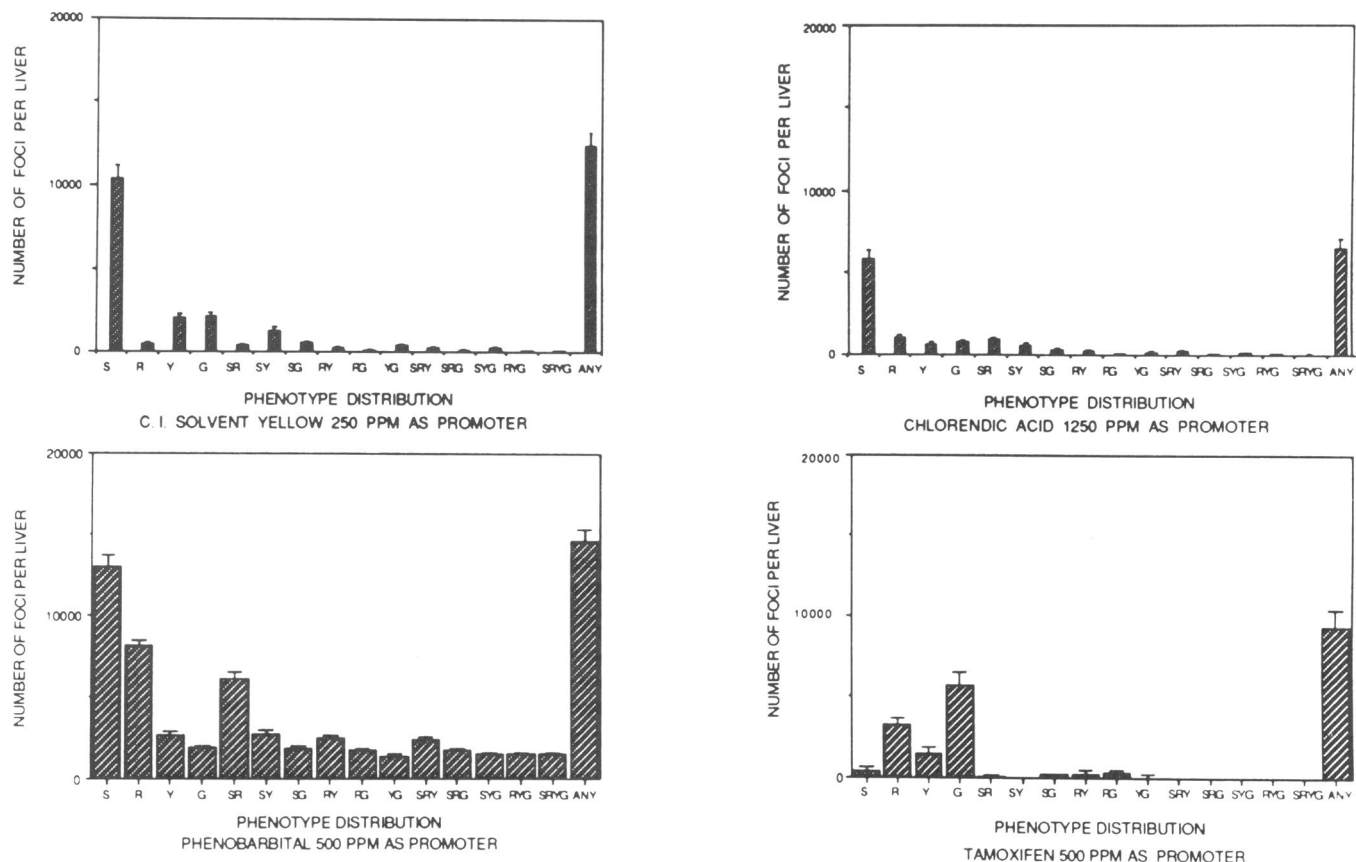 20000
NUMBER OF FOCI PER LIVER
10000
0
S R Y G SR SY SG RY RG YG SRY SRG SYG RYG SRYG ANY
PHENOTYPE DISTRIBUTION
C. I. SOLVENT YELLOW 250 PPM AS PROMOTER
20000
NUMBER OF FOCI PER LIVER
10000
0
S R Y G SR SY SG RY RG YG SRY SRG SYG RYG SRYG ANY
PHENOTYPE DISTRIBUTION
CHLORENDIC ACID 1250 PPM AS PROMOTER
20000
NUMBER OF FOCI PER LIVER
10000
0
S R Y G SR SY SG RY RG YG SRY SRG SYG RYG SRYG ANY
PHENOTYPE DISTRIBUTION
PHENOBARBITAL 500 PPM AS PROMOTER
20000
NUMBER OF FOCI PER LIVER
10000
0
S R Y G SR SY SG RY RG YG SRY SRG SYG RYG SRYG ANY
PHENOTYPE DISTRIBUTION
TAMOXIFEN 500 PPM AS PROMOTER